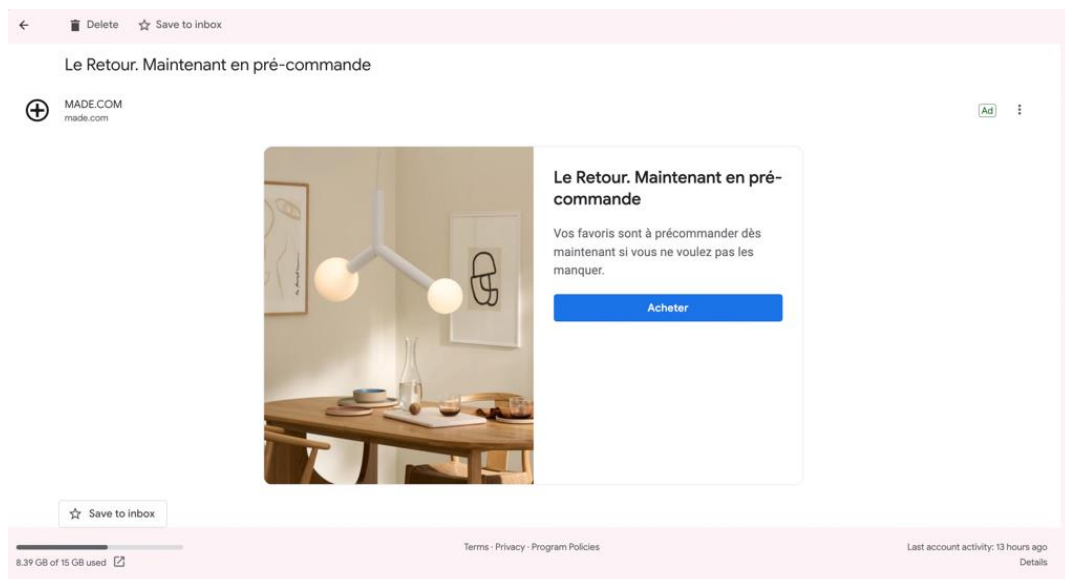 Delete Save to inbox
Le Retour. Maintenant en pré-commande
MADE.COM
made.com
Ad
Le Retour. Maintenant en pré-
commande
Vos favoris sont à précommander dès
maintenant si vous ne voulez pas les
manquer.
Acheter
Save to inbox
8.39 GB of 15 GB used
Terms · Privacy · Program Policies
Last account activity: 13 hours ago
Details